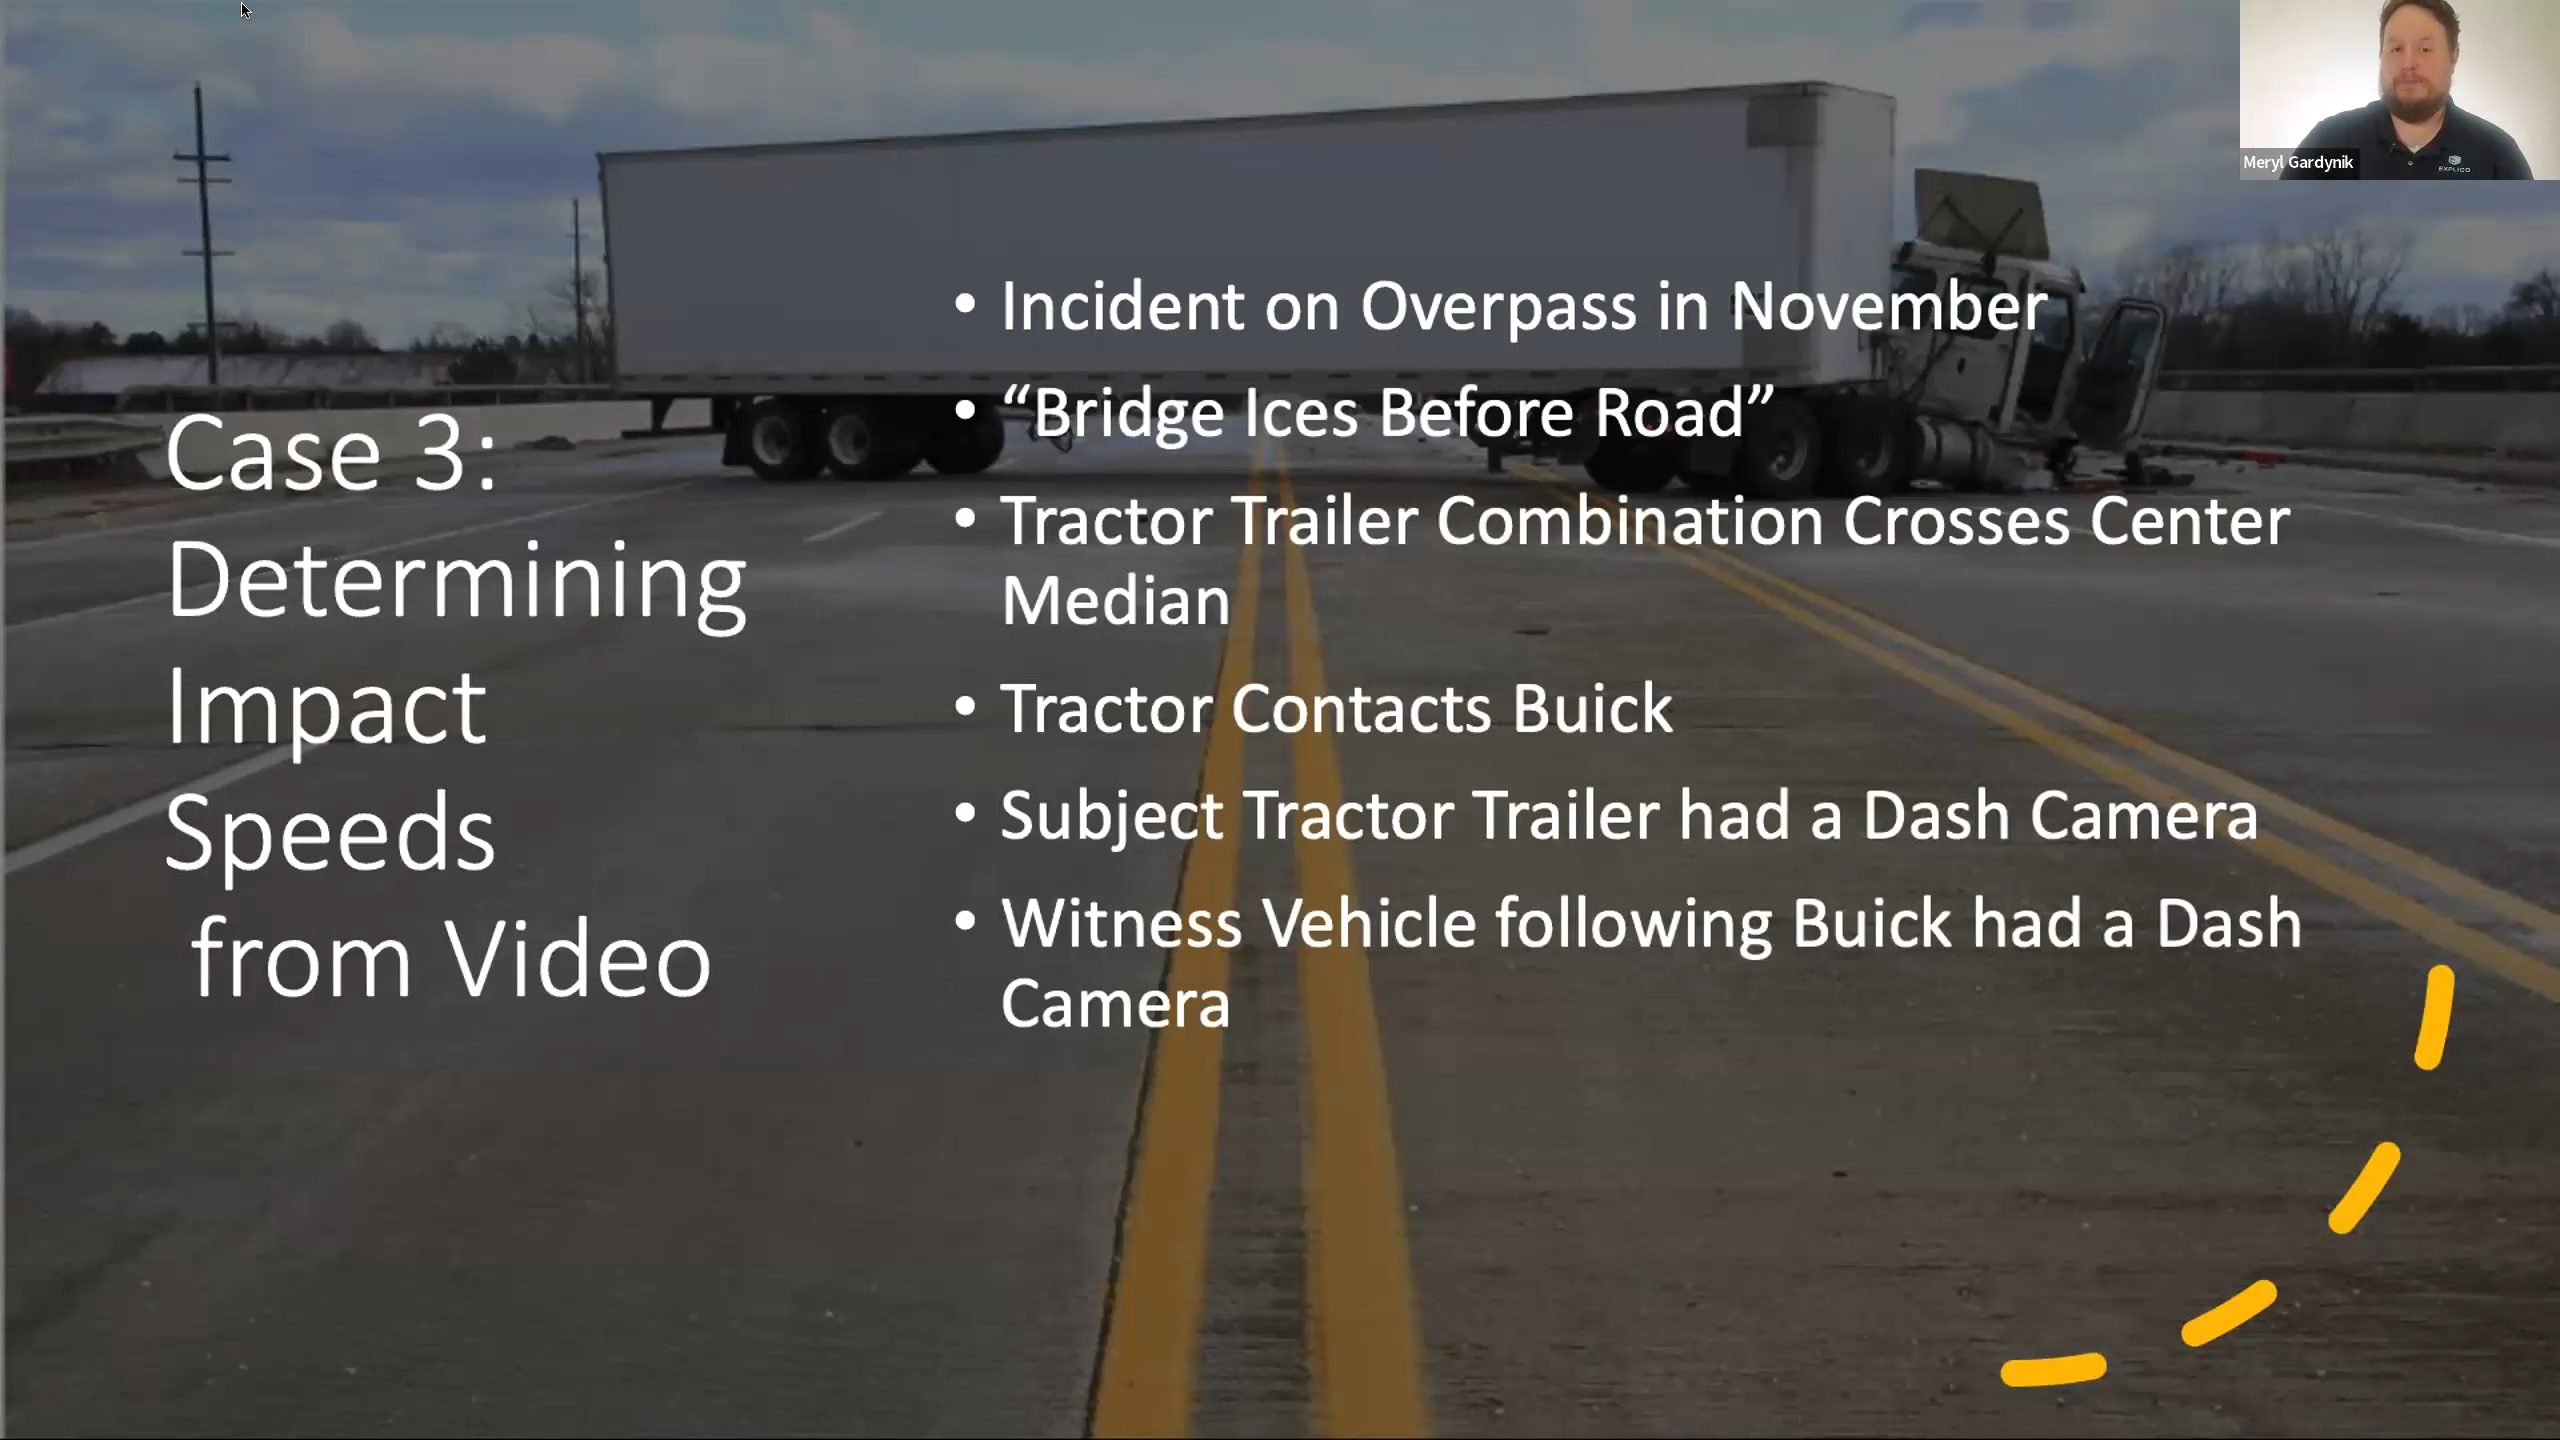 Case 3:
Determining
Impact
Speeds
from Video
• Incident on Overpass in November
• “Bridge Ices Before Road”
• Tractor Trailer Combination Crosses Center
Median
• Tractor Contacts Buick
• Subject Tractor Trailer had a Dash Camera
• Witness Vehicle following Buick had a Dash
Camera
Meryl Gardynik
EXPLICO